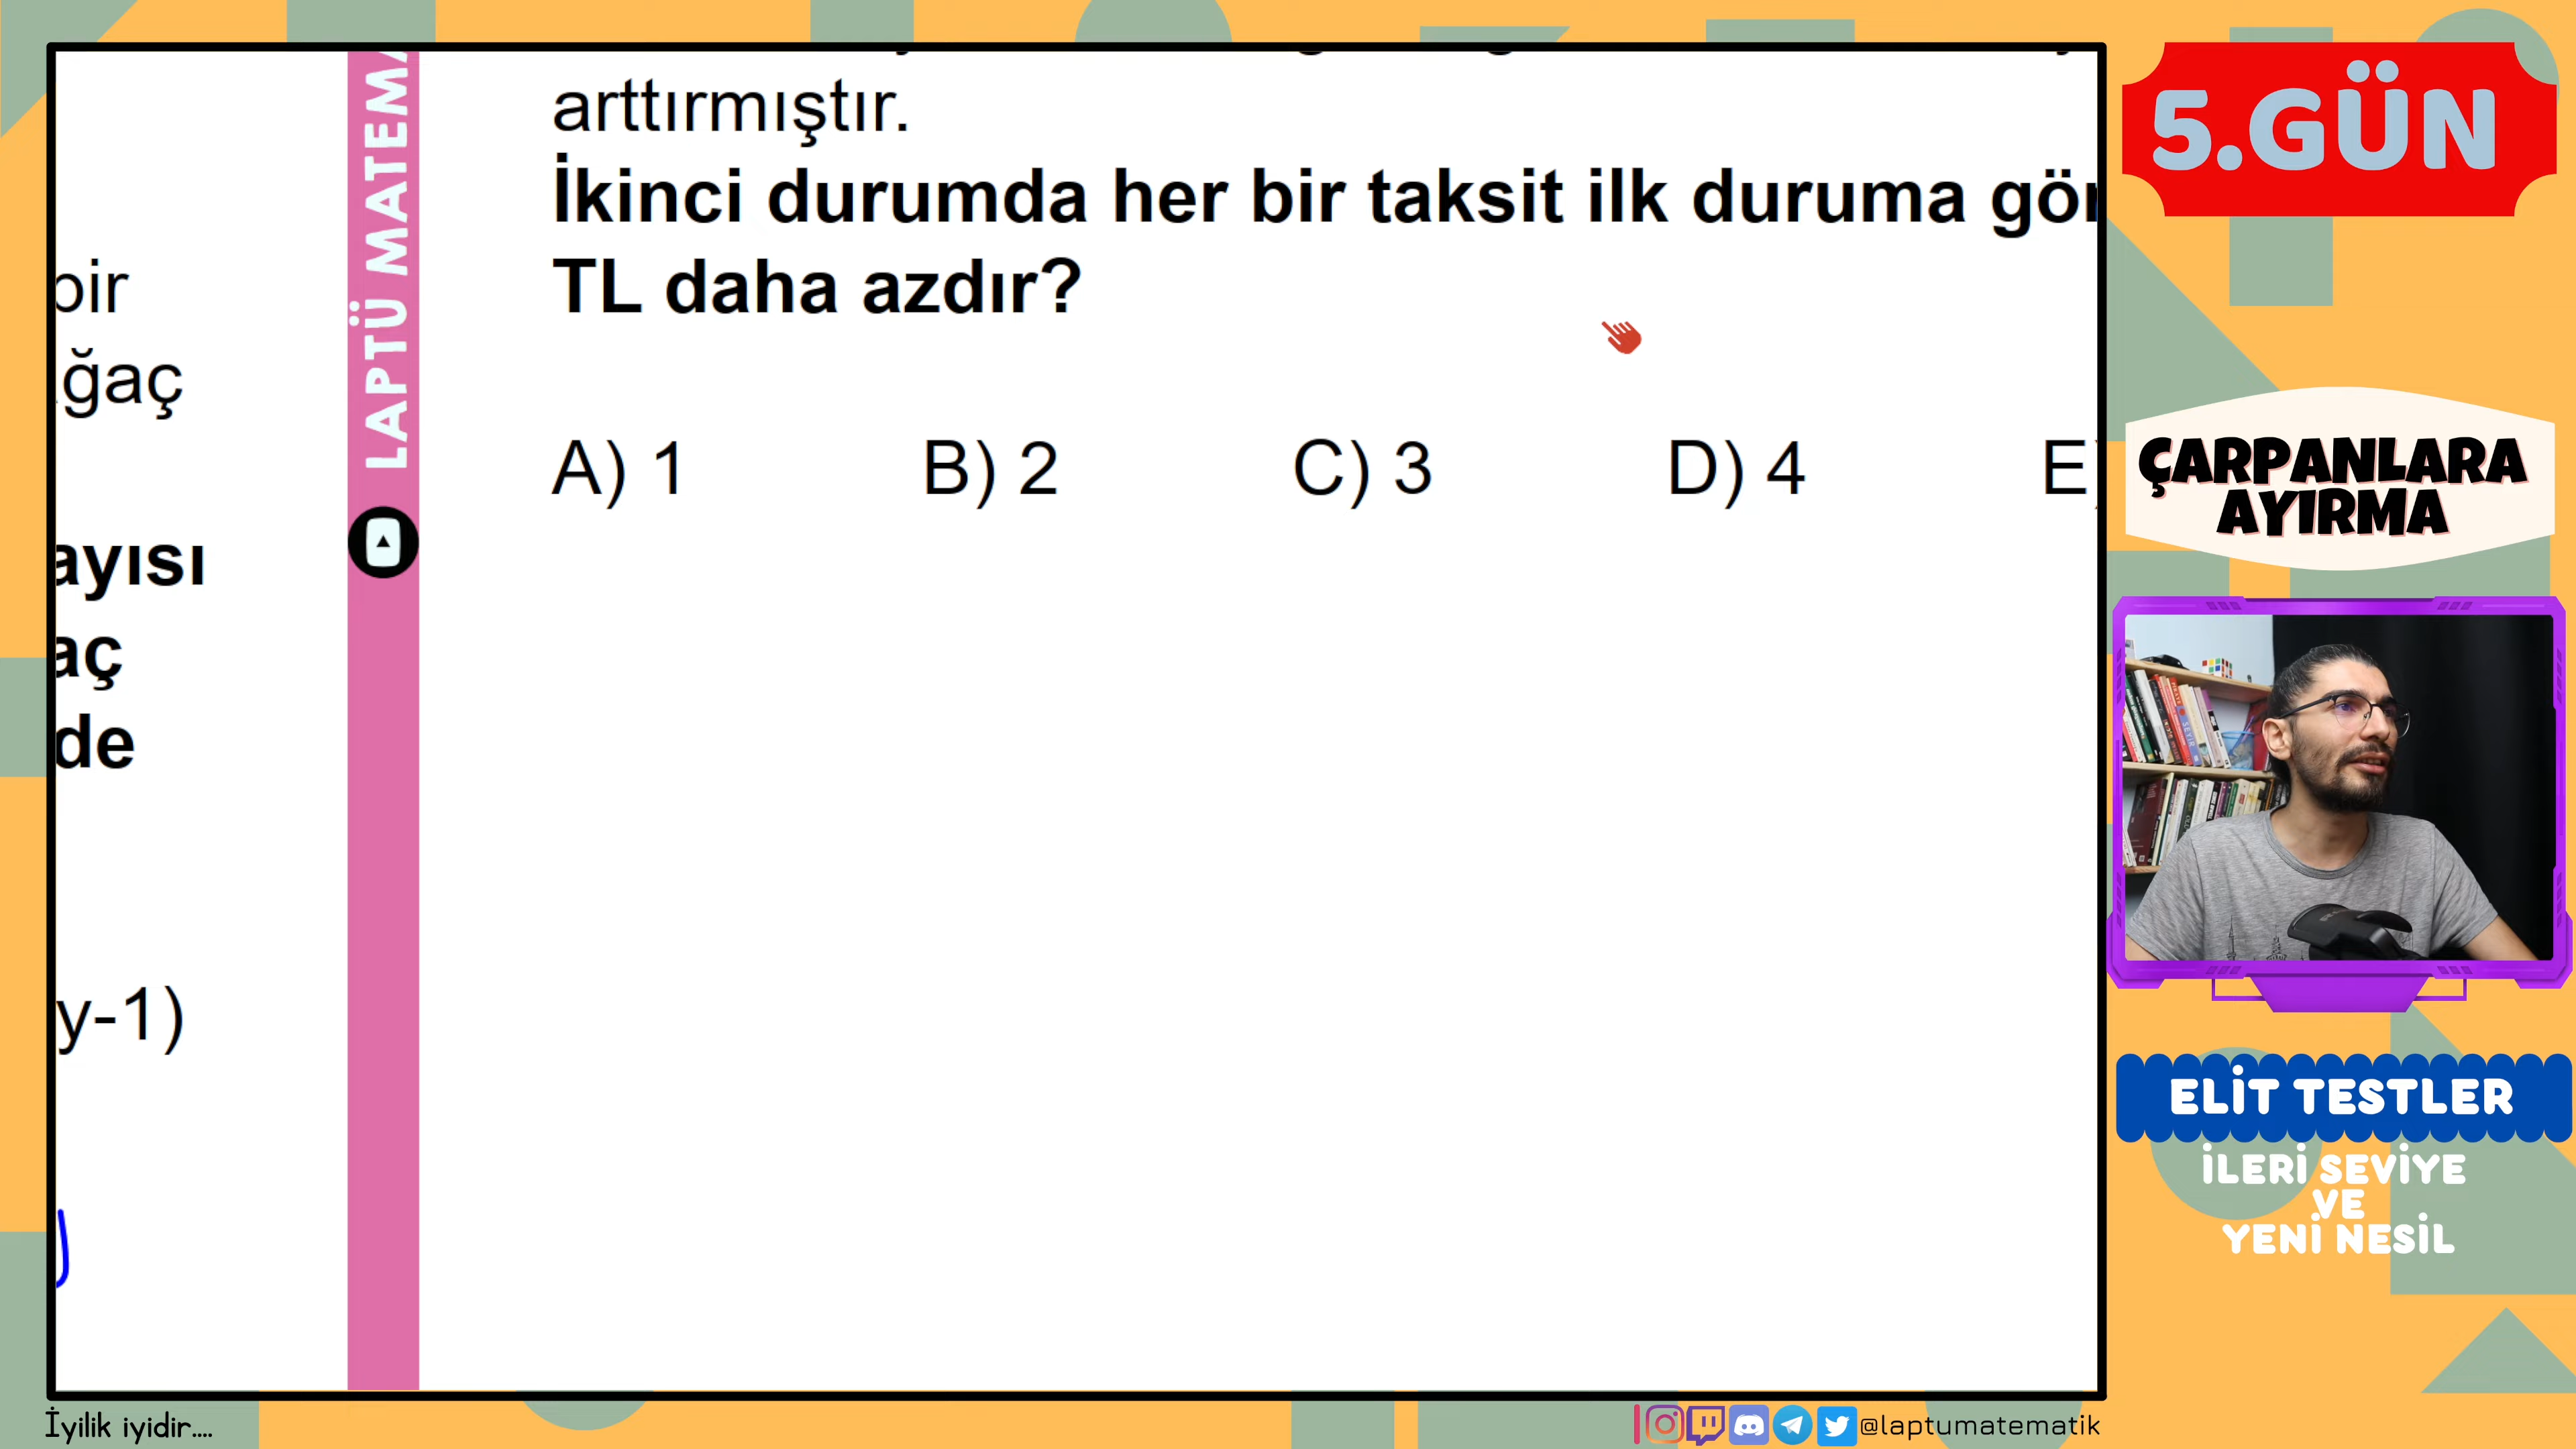 bir
ğaç
ayısı
aç
de
y-1)
LAPTÜ MATEM
arttırmıştır.
İkinci durumda her bir taksit ilk duruma gör
TL daha azdır?
A) 1 B) 2 C) 3 D) 4 E)
5.GÜN
ÇARPANLARA
AYIRMA
ELİT TESTLER
İLERİ SEVİYE
VE
YENİ NESİL
İyilik iyidir....
@laptumatematik